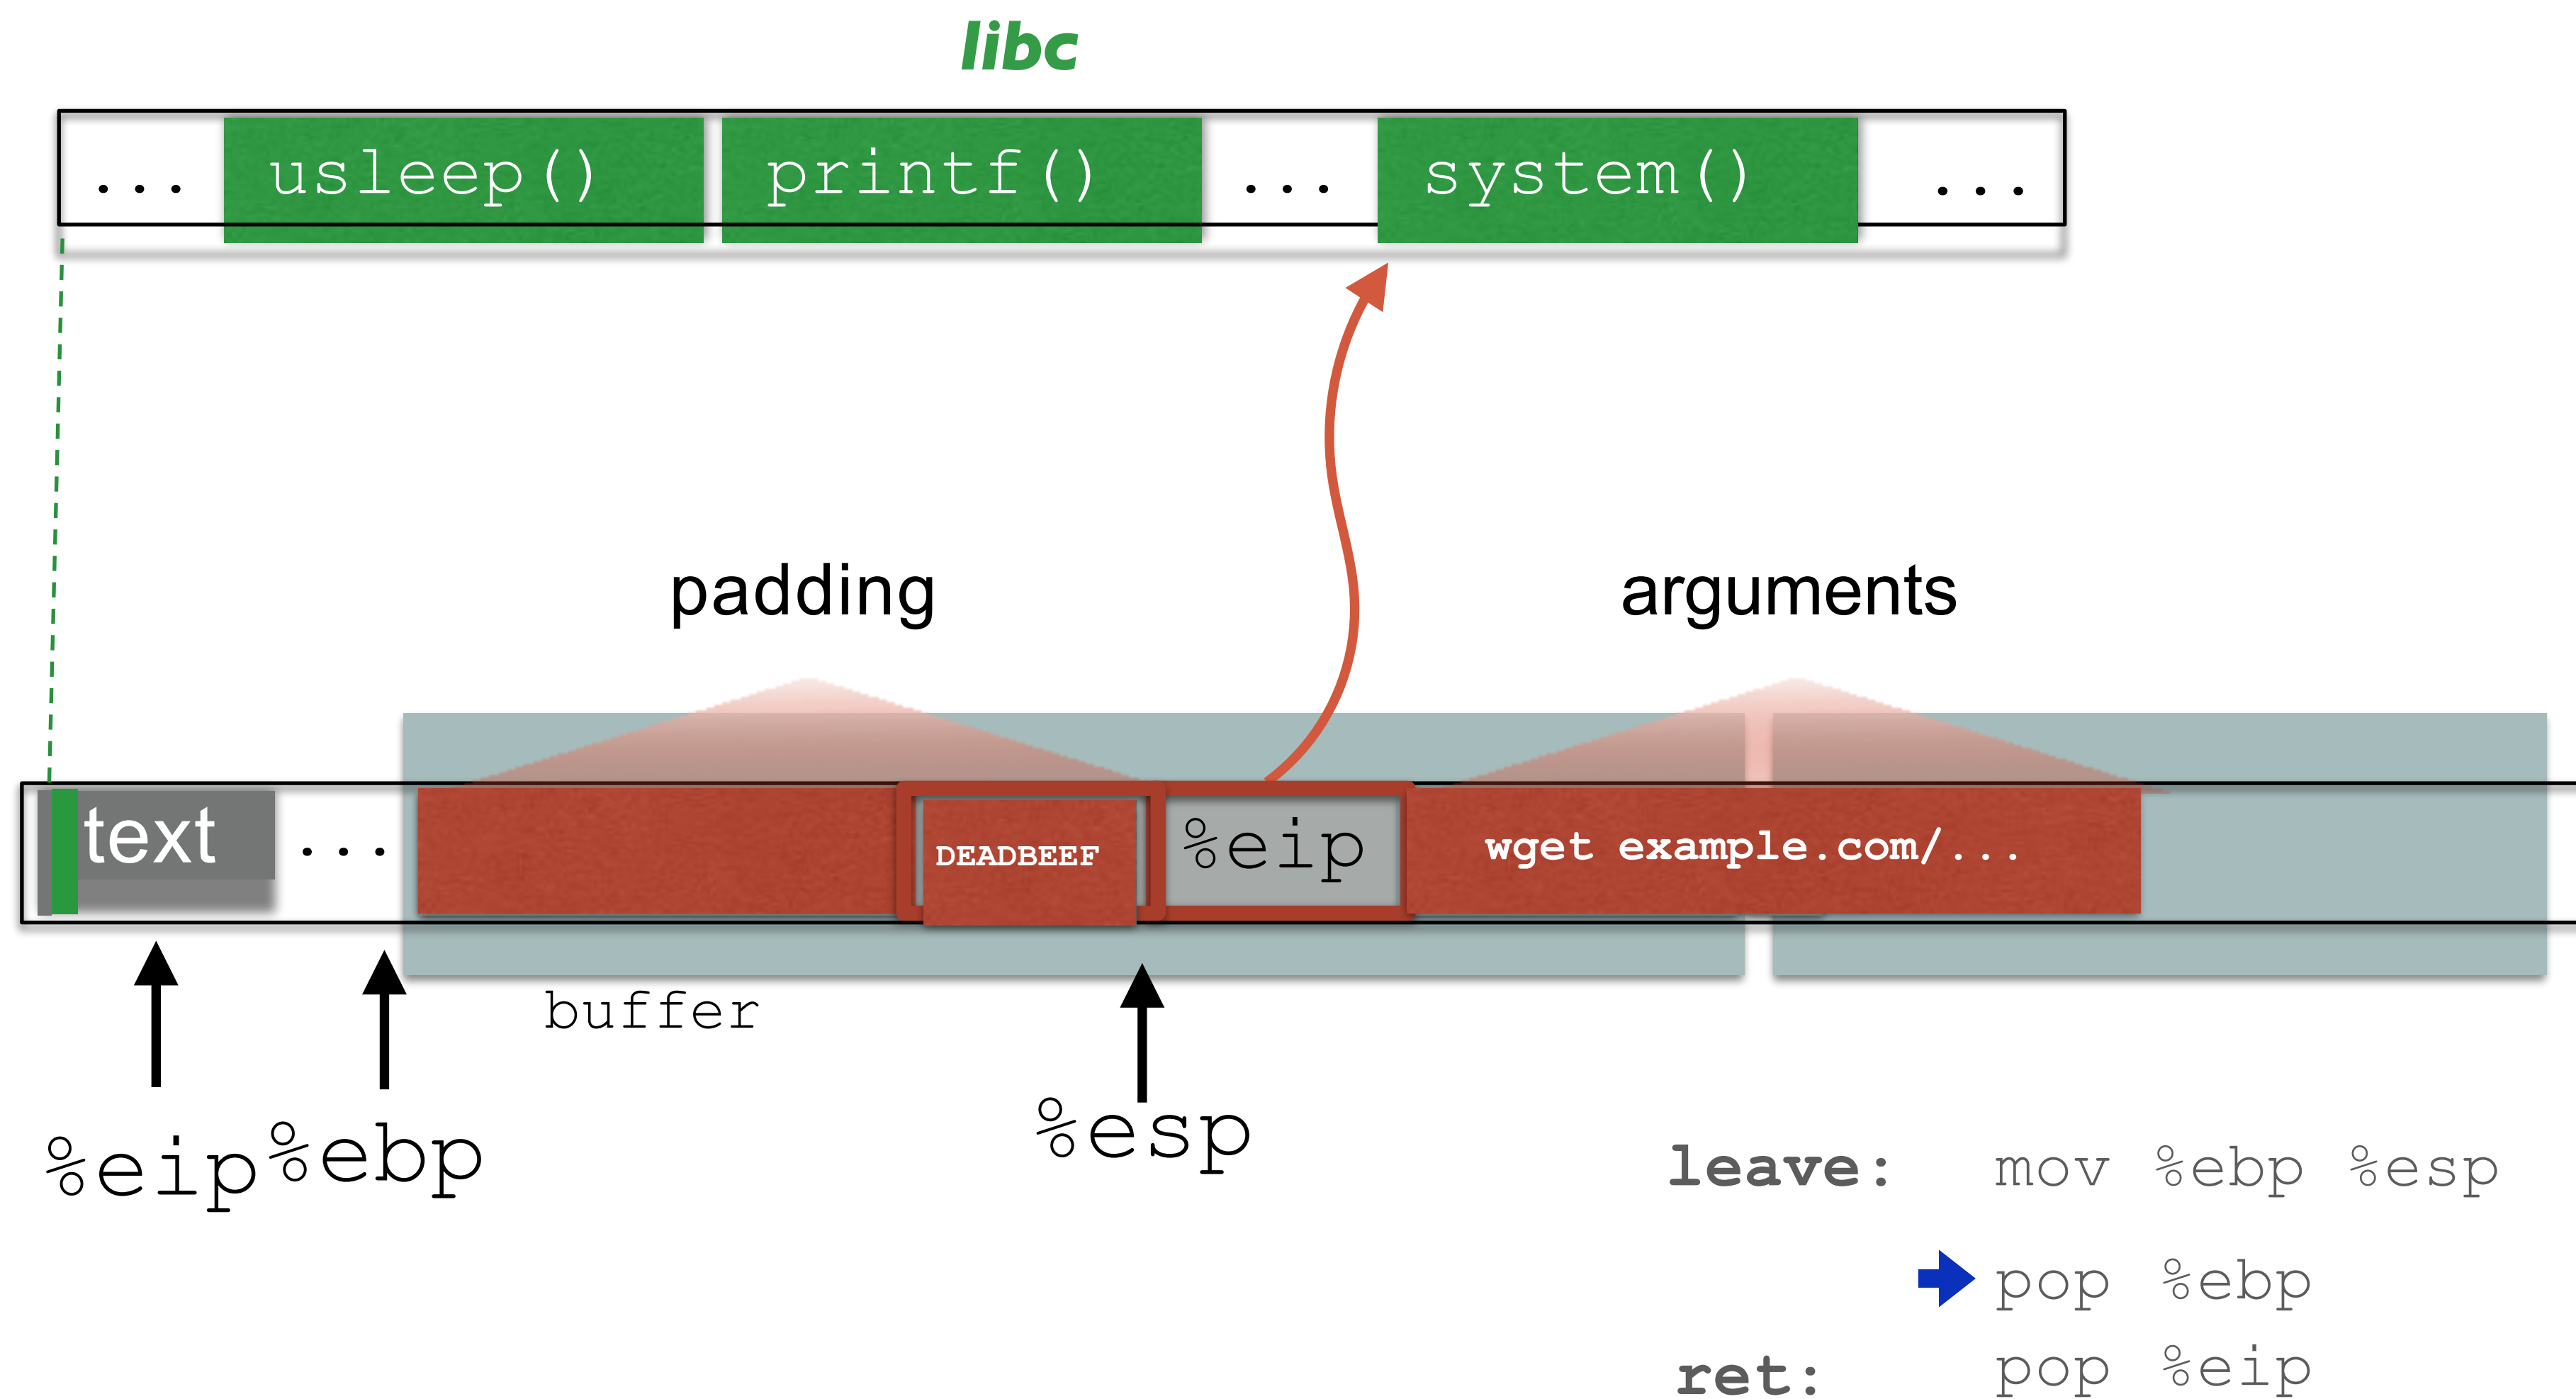 libc
... usleep() printf() ... system() ...
padding arguments
text ... DEADBEEF %eip wget example.com/...
buffer
%eip %ebp %esp
leave: mov %ebp %esp
pop %ebp
ret: pop %eip